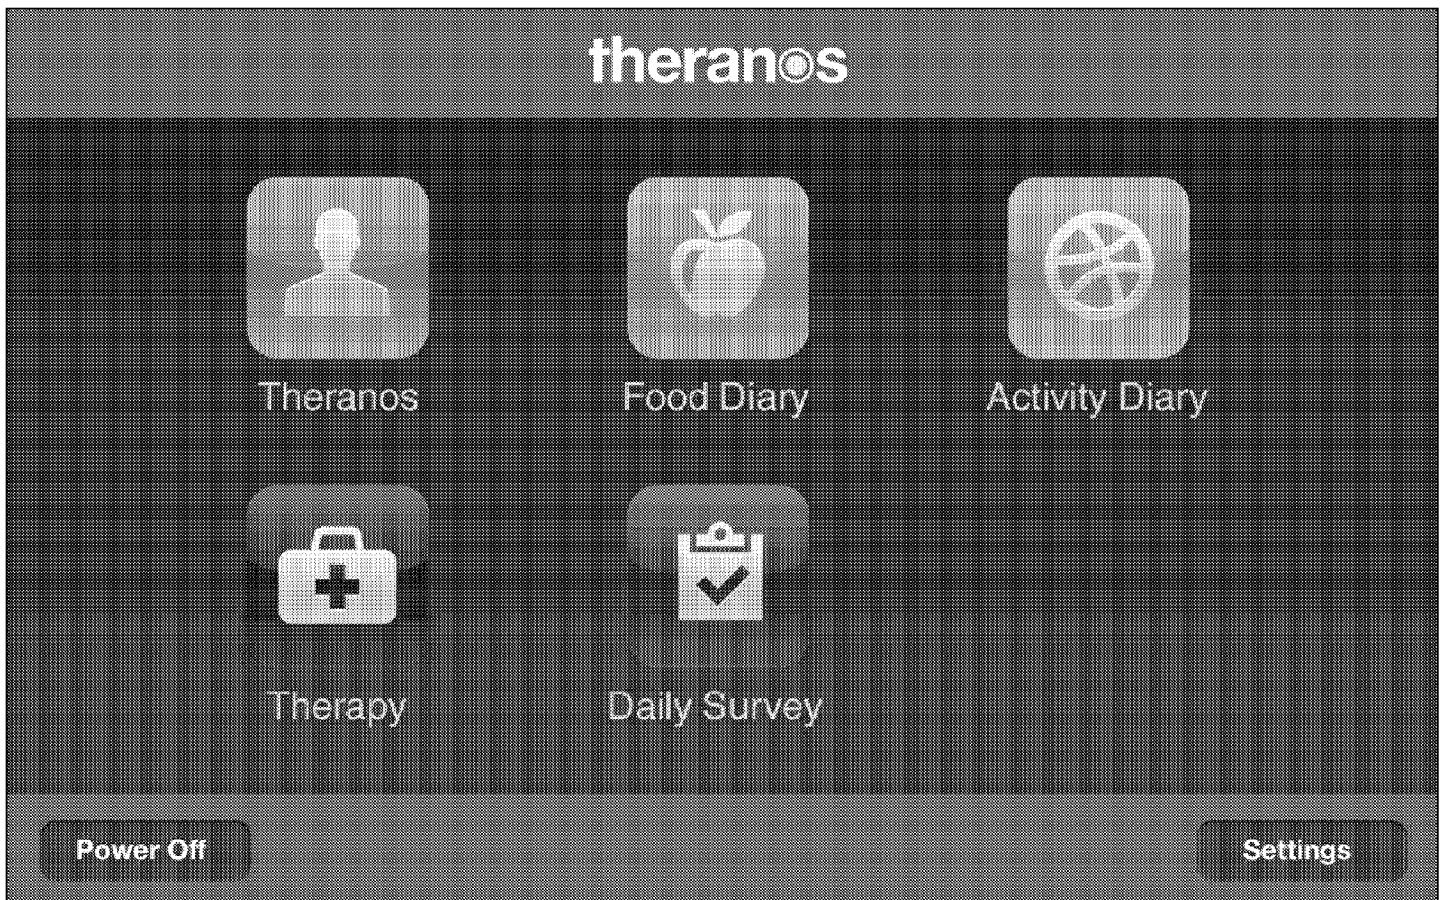 theranos
Theranos Food Diary Activity Diary
Therapy Daily Survey
Power Off Settings